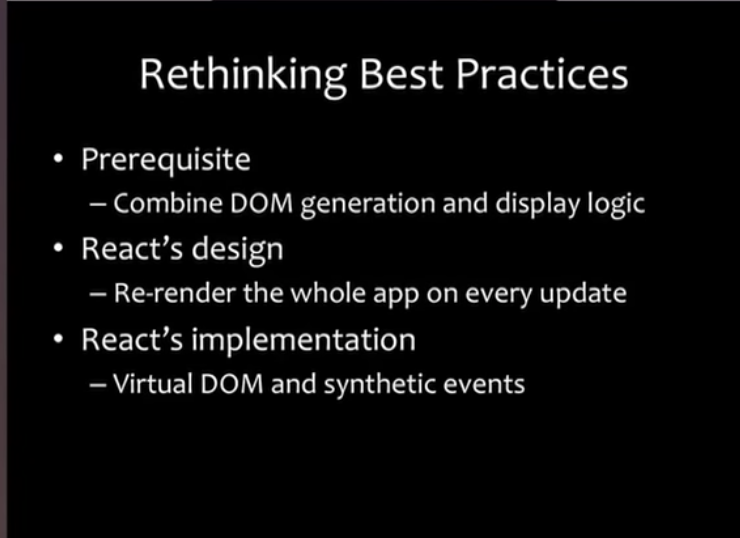 Rethinking Best Practices
• Prerequisite
– Combine DOM generation and display logic
• React's design
– Re-render the whole app on every update
• React's implementation
– Virtual DOM and synthetic events